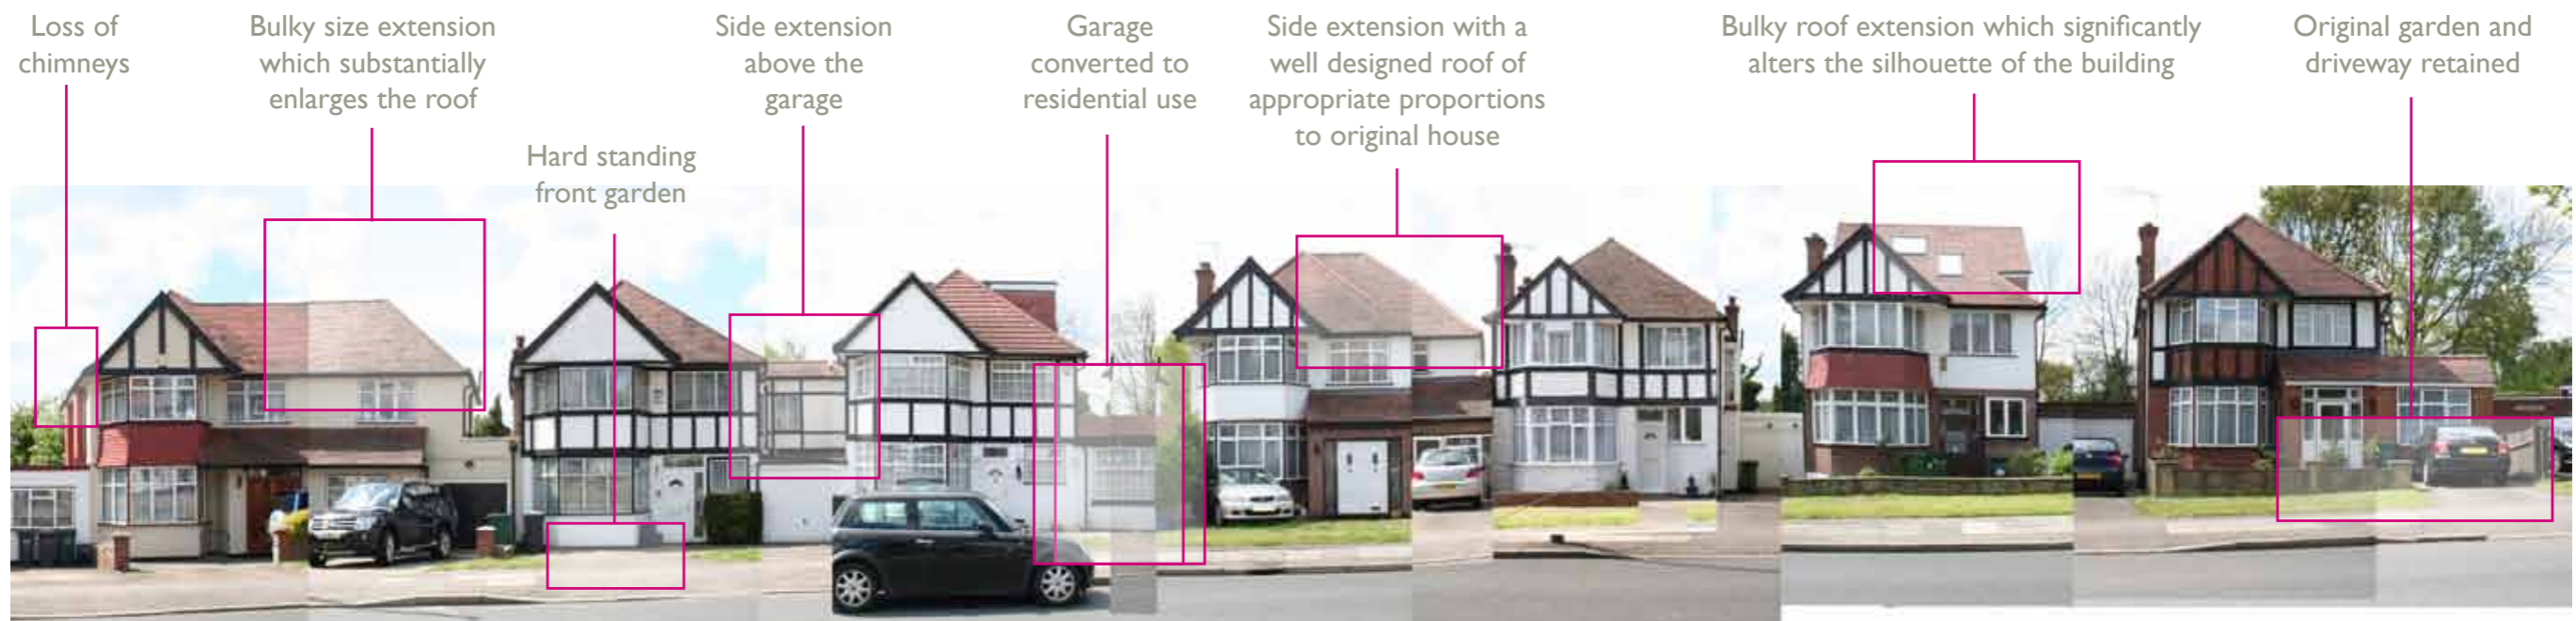 Loss of
chimneys
Bulky size extension
which substantially
enlarges the roof
Hard standing
front garden
Side extension
above the
garage
Garage
converted to
residential use
Side extension with a
well designed roof of
appropriate proportions
to original house
Bulky roof extension which significantly
alters the silhouette of the building
Original garden and
driveway retained